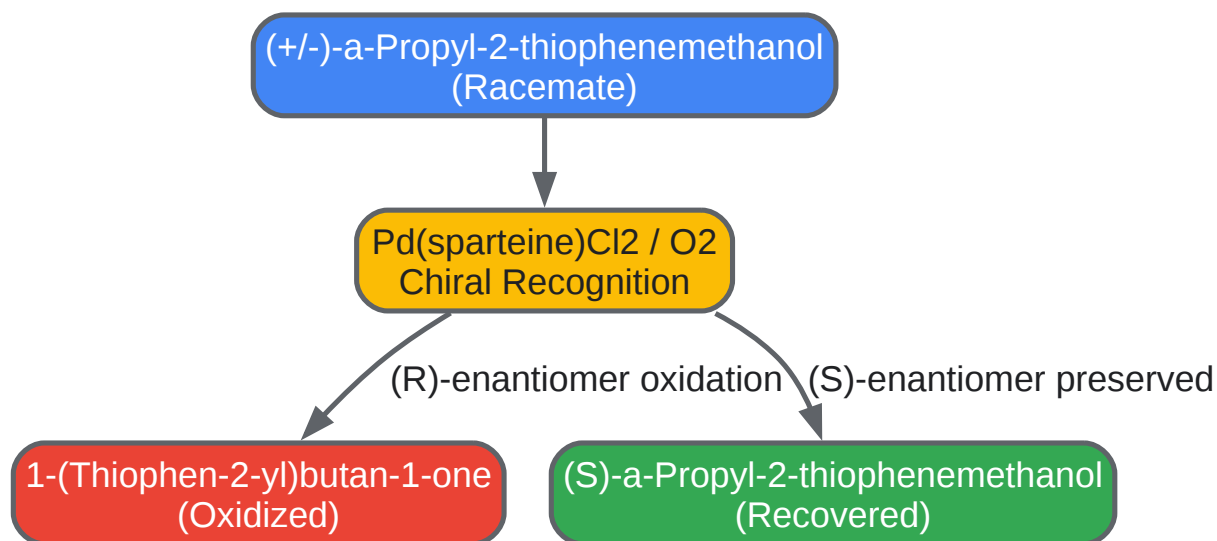 (+/-)-a-Propyl-2-thiophenemethanol
(Racemate)
Pd(sparteine)Cl2 / O2
Chiral Recognition
(R)-enantiomer oxidation
(S)-enantiomer preserved
1-(Thiophen-2-yl)butan-1-one
(Oxidized)
(S)-a-Propyl-2-thiophenemethanol
(Recovered)